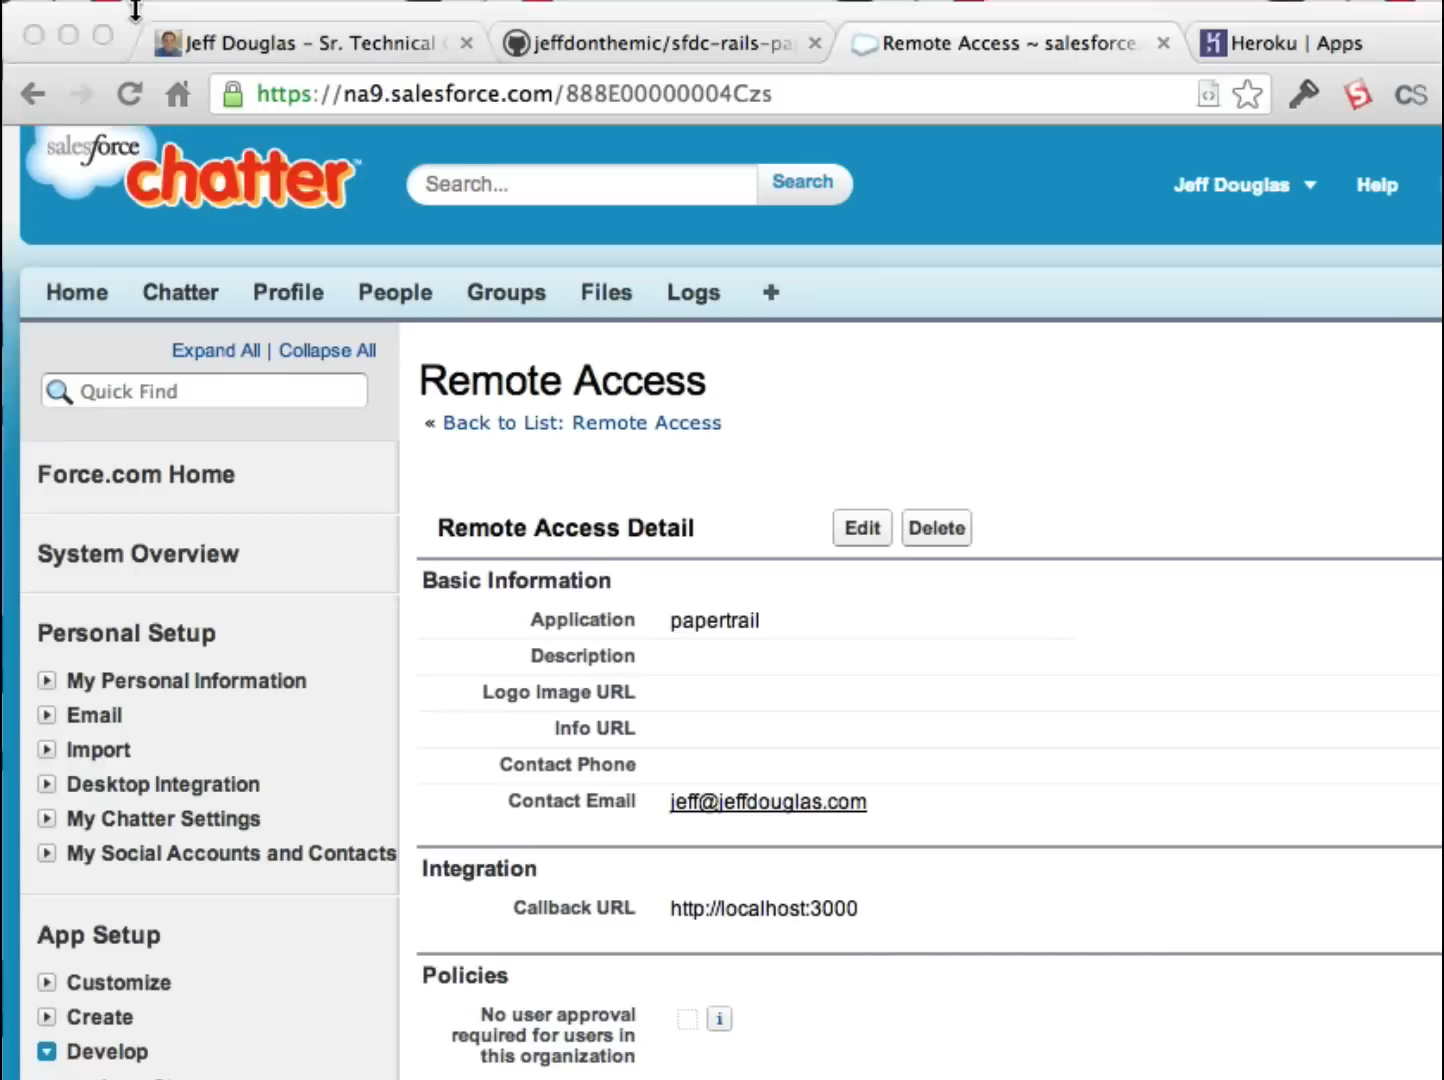 Jeff Douglas – Sr. Technical
jeffdonthemic/sfdc-rails-pa
Remote Access ~ salesforce
Heroku | Apps
https://na9.salesforce.com/888E00000004Czs
CS
salesforce
chatter
Search...
Search
Jeff Douglas
Help
Home
Chatter
Profile
People
Groups
Files
Logs
+
Expand All | Collapse All
Quick Find
Force.com Home
System Overview
Personal Setup
My Personal Information
Email
Import
Desktop Integration
My Chatter Settings
My Social Accounts and Contacts
App Setup
Customize
Create
Develop
Remote Access
« Back to List: Remote Access
Remote Access Detail
Edit
Delete
Basic Information
Application papertrail
Description
Logo Image URL
Info URL
Contact Phone
Contact Email jeff@jeffdouglas.com
Integration
Callback URL http://localhost:3000
Policies
No user approval
required for users in
this organization
i